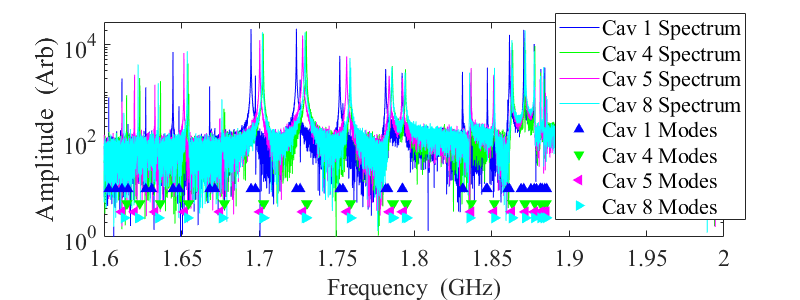 Cav 1 Spectrum
Cav 4 Spectrum
Cav 5 Spectrum
Cav 8 Spectrum
Cav 1 Modes
Cav 4 Modes
Cav 5 Modes
Cav 8 Modes
Amplitude (Arb)
10^4
10^2
10^0
1.6 1.65 1.7 1.75 1.8 1.85 1.9 1.95 2
Frequency (GHz)